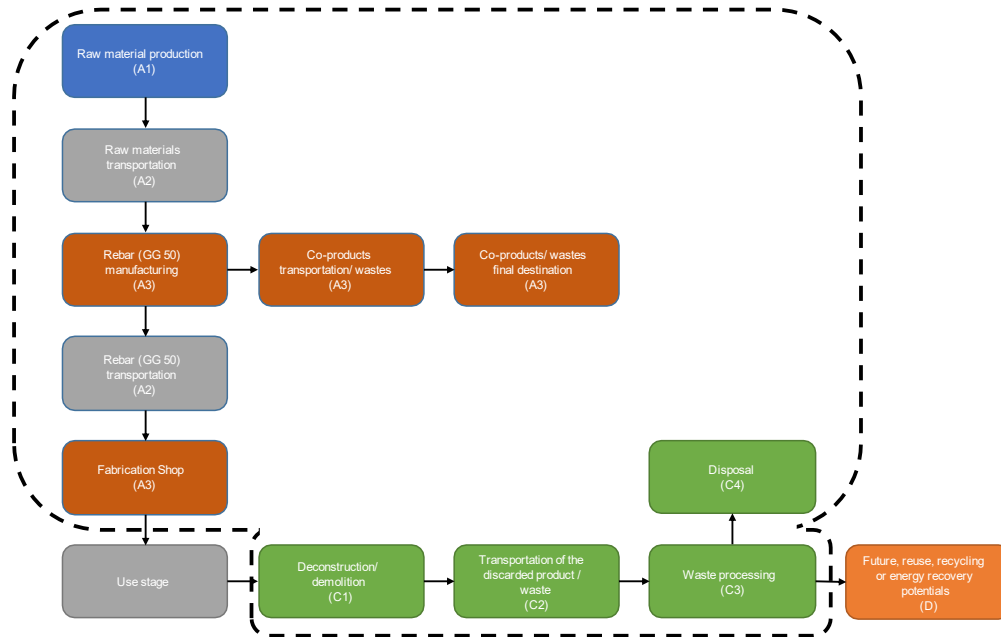 Raw material production
(A1)
Raw materials
transportation
(A2)
Rebar (GG 50)
manufacturing
(A3)
Co-products
transportation/ wastes
(A3)
Co-products/ wastes
final destination
(A3)
Rebar (GG 50)
transportation
(A2)
Fabrication Shop
(A3)
Disposal
(C4)
Use stage
Deconstruction/
demolition
(C1)
Transportation of the
discarded product /
waste
(C2)
Waste processing
(C3)
Future, reuse, recycling
or energy recovery
potentials
(D)